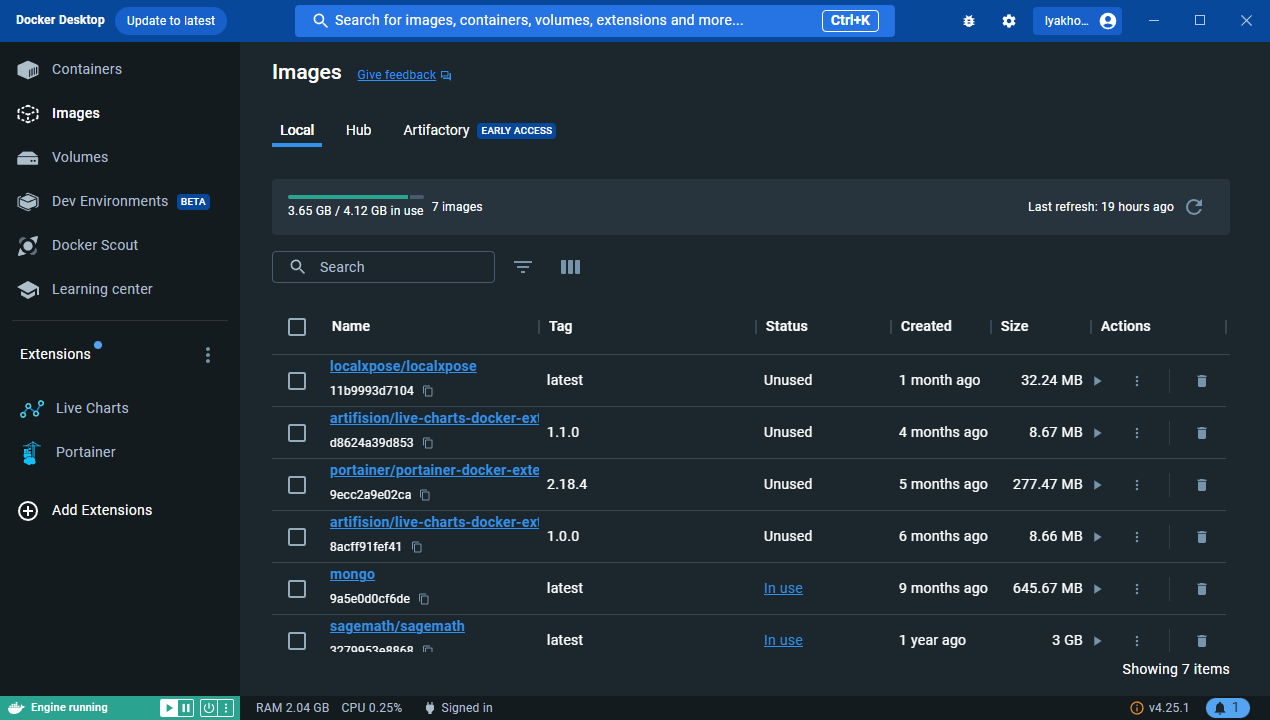 Docker Desktop Update to latest Search for images, containers, volumes, extensions and more... Ctrl+K lyakho...
Containers
Images
Volumes
Dev Environments BETA
Docker Scout
Learning center
Extensions
Live Charts
Portainer
Add Extensions
Images Give feedback
Local Hub Artifactory EARLY ACCESS
3.65 GB / 4.12 GB in use 7 images Last refresh: 19 hours ago
Search
Name Tag Status Created Size Actions
localxpose/localxpose
11b9993d7104 latest Unused 1 month ago 32.24 MB
artifision/live-charts-docker-ext
d8624a39d853 1.1.0 Unused 4 months ago 8.67 MB
portainer/portainer-docker-exte
9ecc2a9e02ca 2.18.4 Unused 5 months ago 277.47 MB
artifision/live-charts-docker-ext
8acff91fef41 1.0.0 Unused 6 months ago 8.66 MB
mongo
9a5e0d0cf6de latest In use 9 months ago 645.67 MB
sagemath/sagemath
3279953e8868 latest In use 1 year ago 3 GB
Showing 7 items
Engine running RAM 2.04 GB CPU 0.25% Signed in v4.25.1 1